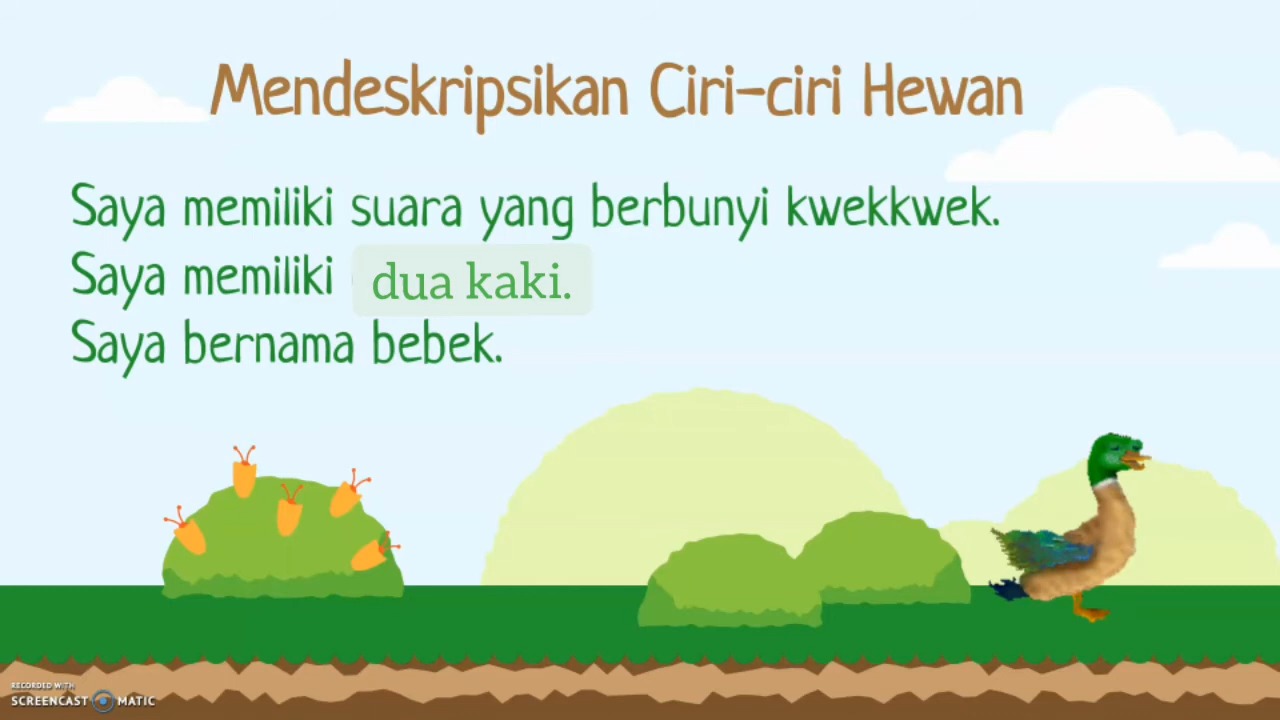 Mendeskripsikan Ciri-ciri Hewan
Saya memiliki suara yang berbunyi kwekkwek.
Saya memiliki dua kaki.
Saya bernama bebek.
RECORDED WITH
SCREENCAST MATIC